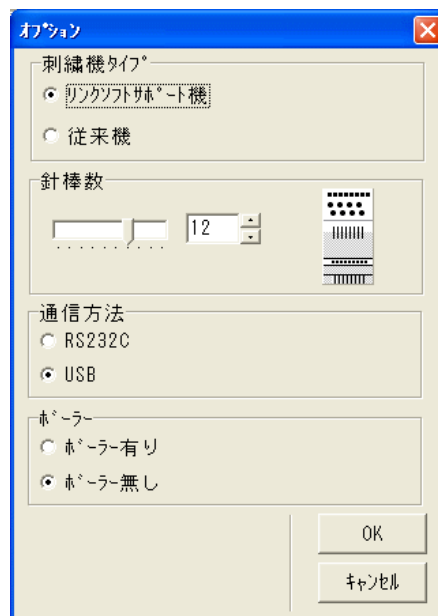 ｵﾌﾟｼｮﾝ
刺繍機ﾀｲﾌﾟ
ﾘﾝｸｿﾌﾄｻﾎﾟｰﾄ機
従来機
針棒数
12
通信方法
RS232C
USB
ﾎﾞｰﾗｰ
ﾎﾞｰﾗｰ有り
ﾎﾞｰﾗｰ無し
OK
ｷｬﾝｾﾙ